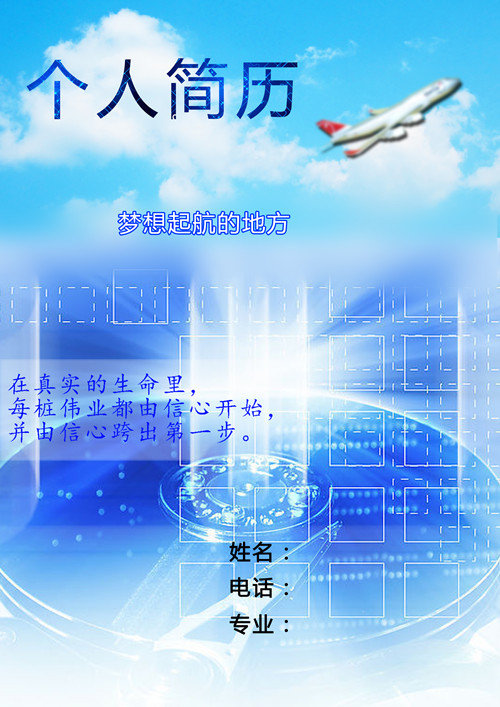 个人简历
梦想起航的地方
在真实的生命里，
每桩伟业都由信心开始，
并由信心跨出第一步。
姓名：
电话：
专业：